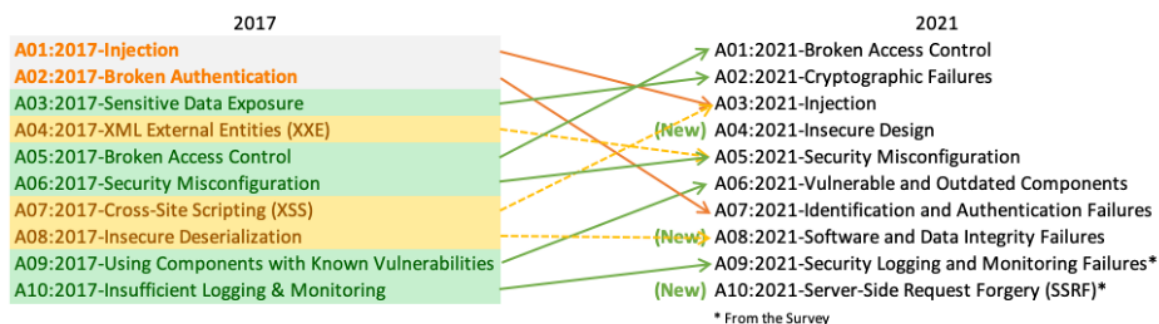 2017
A01:2017-Injection
A02:2017-Broken Authentication
A03:2017-Sensitive Data Exposure
A04:2017-XML External Entities (XXE)
A05:2017-Broken Access Control
A06:2017-Security Misconfiguration
A07:2017-Cross-Site Scripting (XSS)
A08:2017-Insecure Deserialization
A09:2017-Using Components with Known Vulnerabilities
A10:2017-Insufficient Logging & Monitoring
2021
A01:2021-Broken Access Control
A02:2021-Cryptographic Failures
A03:2021-Injection
(New) A04:2021-Insecure Design
A05:2021-Security Misconfiguration
A06:2021-Vulnerable and Outdated Components
A07:2021-Identification and Authentication Failures
(New) A08:2021-Software and Data Integrity Failures
A09:2021-Security Logging and Monitoring Failures*
(New) A10:2021-Server-Side Request Forgery (SSRF)*
* From the Survey